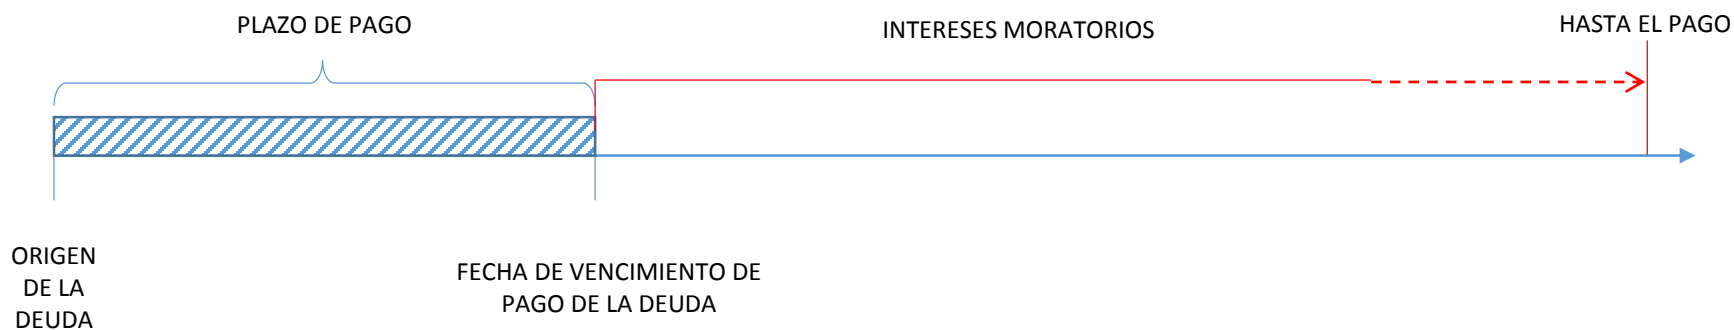 PLAZO DE PAGO
INTERESES MORATORIOS
HASTA EL PAGO
ORIGEN
DE LA
DEUDA
FECHA DE VENCIMIENTO DE
PAGO DE LA DEUDA